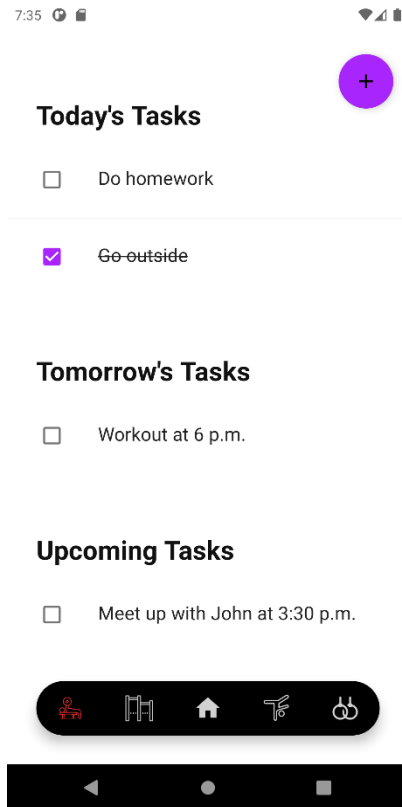 7:35
Today's Tasks
Do homework
Go outside
Tomorrow's Tasks
Workout at 6 p.m.
Upcoming Tasks
Meet up with John at 3:30 p.m.